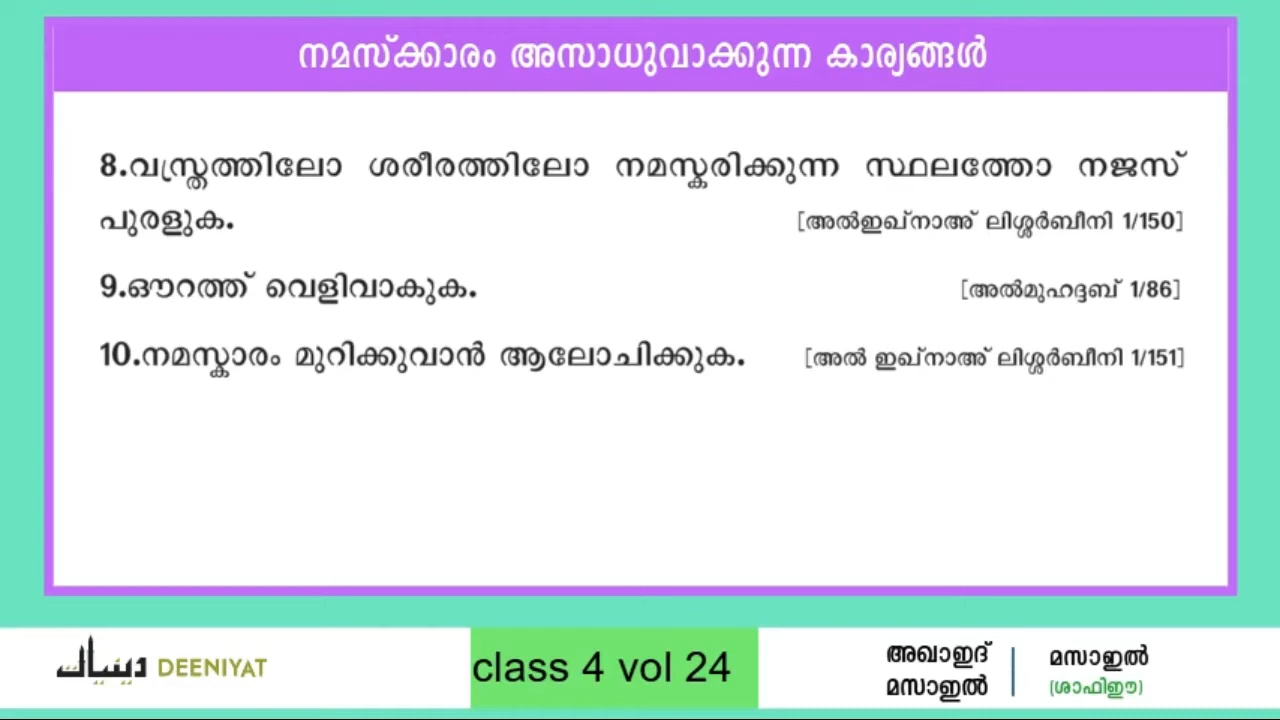 നമസ്ക്കാരം അസാധുവാക്കുന്ന കാര്യങ്ങൾ
8.വസ്ത്രത്തിലോ ശരീരത്തിലോ നമസ്കരിക്കുന്ന സ്ഥലത്തോ നജസ്
പുരളുക. [അൽഇഖ്നാഅ് ലിശ്ശർബീനി 1/150]
9.ഔറത്ത് വെളിവാകുക. [അൽമുഹദ്ദബ് 1/86]
10.നമസ്കാരം മുറിക്കുവാൻ ആലോചിക്കുക. [അൽ ഇഖ്നാഅ് ലിശ്ശർബീനി 1/151]
دينيات DEENIYAT
class 4 vol 24
അഖാഇദ്
മസാഇൽ
മസാഇൽ
(ശാഫിഈ)